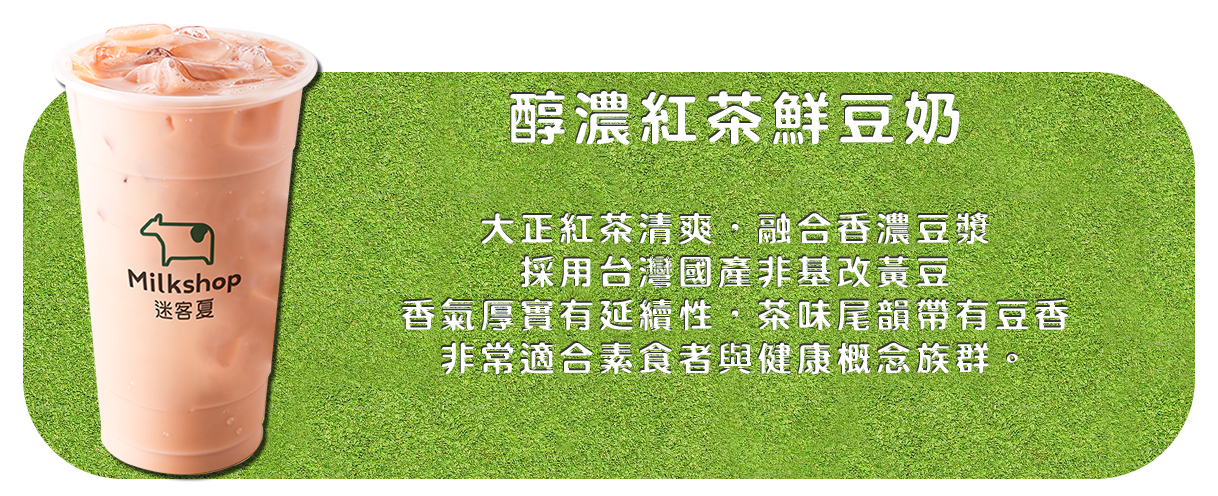 醇濃紅茶鮮豆奶
大正紅茶清爽，融合香濃豆漿
採用台灣國產非基改黃豆
香氣厚實有延續性，茶味尾韻帶有豆香
非常適合素食者與健康概念族群。
Milkshop
迷客夏